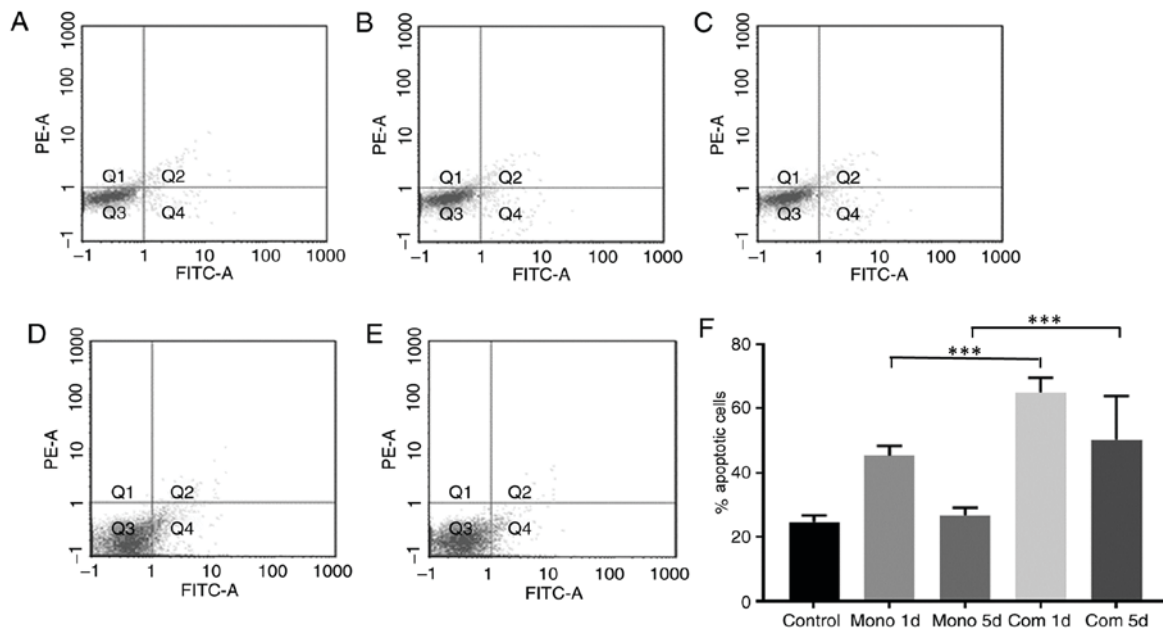 A
1000
100
10
1
−1
PE-A
Q1 Q2
Q3 Q4
−1 1 10 100 1000
FITC-A
B
1000
100
10
1
−1
PE-A
Q1 Q2
Q3 Q4
−1 1 10 100 1000
FITC-A
C
1000
100
10
1
−1
PE-A
Q1 Q2
Q3 Q4
−1 1 10 100 1000
FITC-A
D
1000
100
10
1
−1
PE-A
Q1 Q2
Q3 Q4
−1 1 10 100 1000
FITC-A
E
1000
100
10
1
−1
PE-A
Q1 Q2
Q3 Q4
−1 1 10 100 1000
FITC-A
F
***
***
80
60
40
20
0
% apoptotic cells
Control Mono 1d Mono 5d Com 1d Com 5d